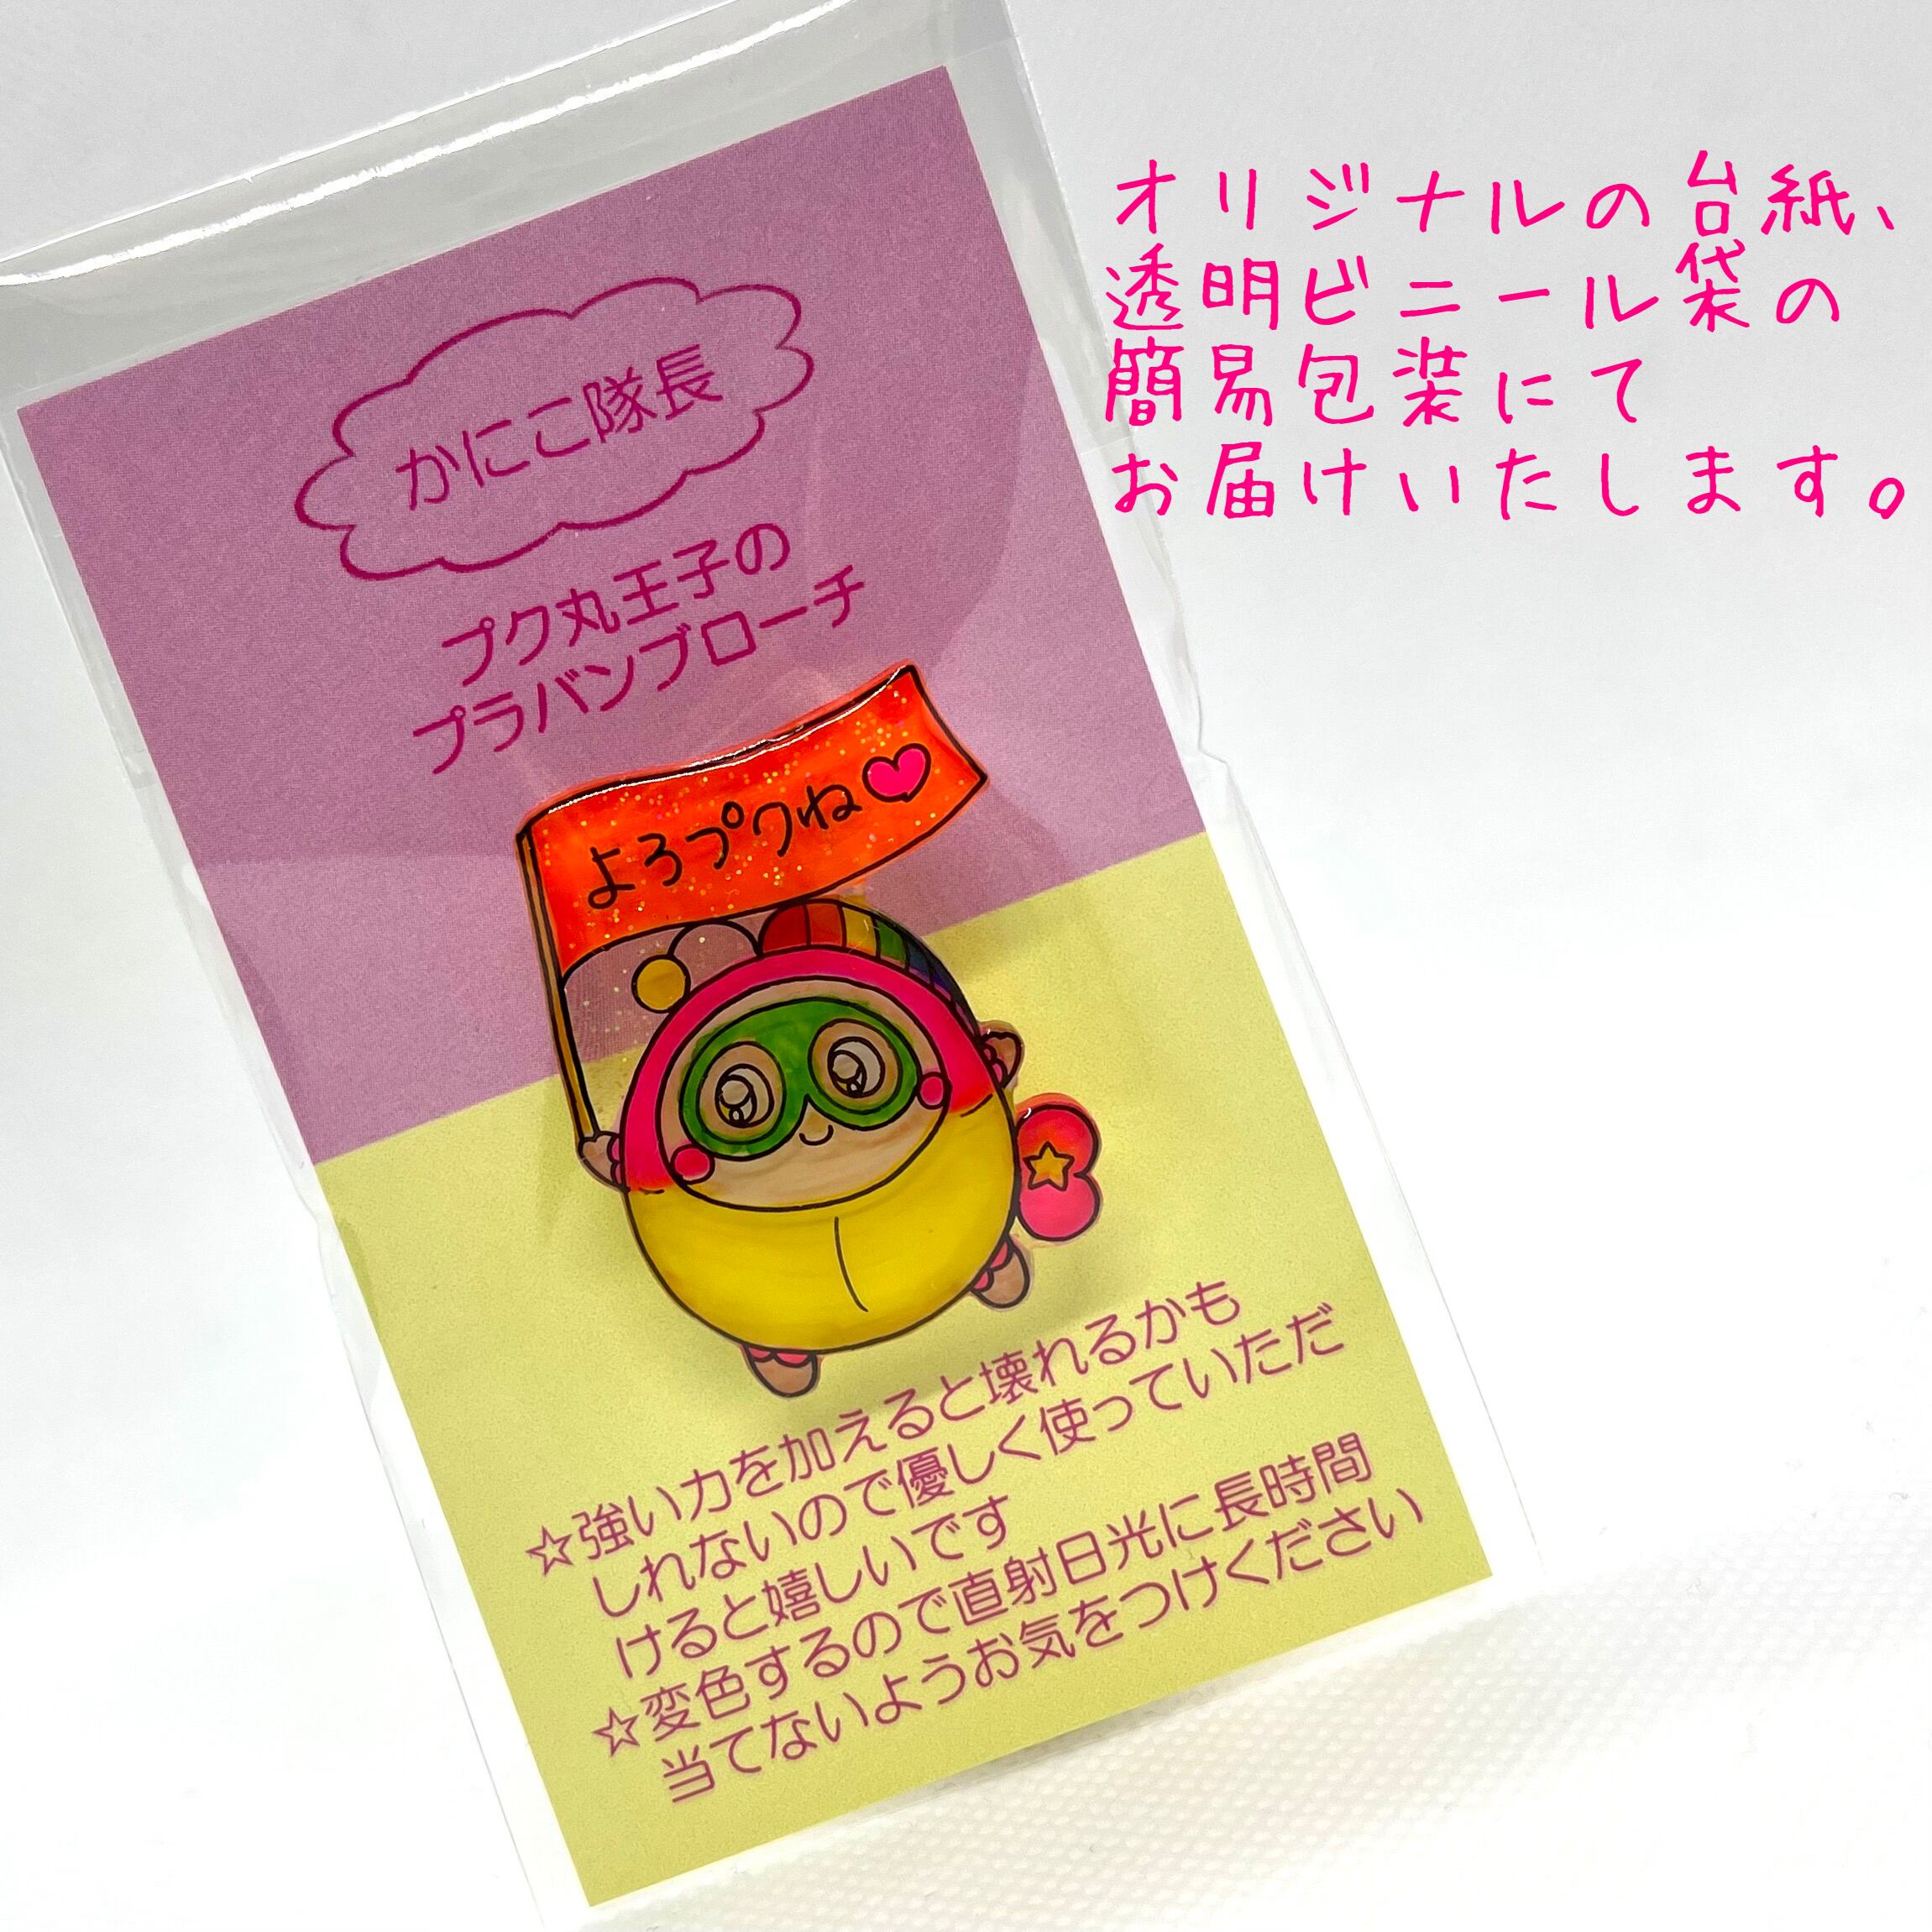 オリジナルの台紙、
透明ビニール袋の
簡易包装にて
お届けいたします。
かにこ隊長
プク丸王子の
プラバンブローチ
よろプクね♥
☆強い力を加えると壊れるかも
しれないので優しく使っていただ
けると嬉しいです
☆変色するので直射日光に長時間
当てないようお気をつけください